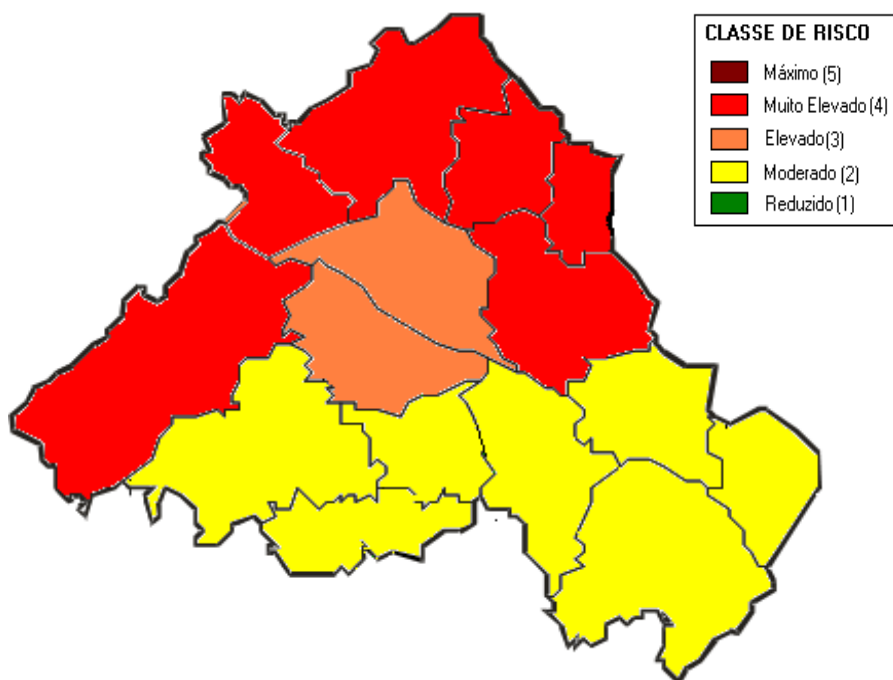 CLASSE DE RISCO
Máximo (5)
Muito Elevado (4)
Elevado (3)
Moderado (2)
Reduzido (1)